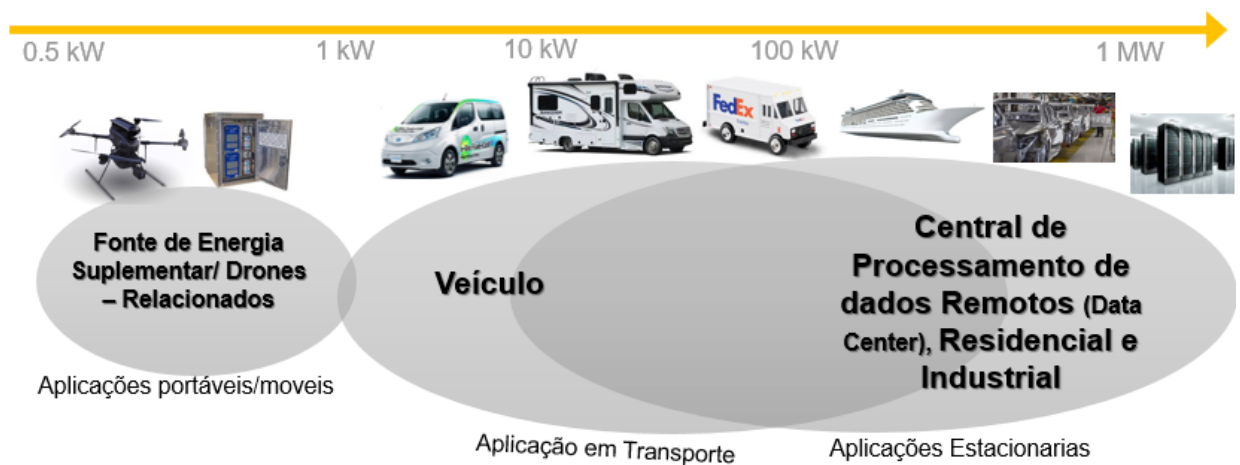 0.5 kW
1 kW
10 kW
100 kW
1 MW
FedEx
Fonte de Energia
Suplementar/ Drones
– Relacionados
Veículo
Central de
Processamento de
dados Remotos (Data
Center), Residencial e
Industrial
Aplicações portáveis/moveis
Aplicação em Transporte
Aplicações Estacionarias